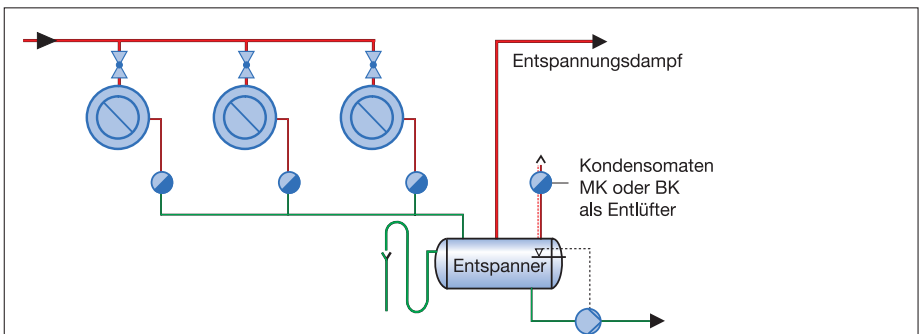 Entspannungsdampf
Kondensomaten
MK oder BK
als Entlüfter
Entspanner